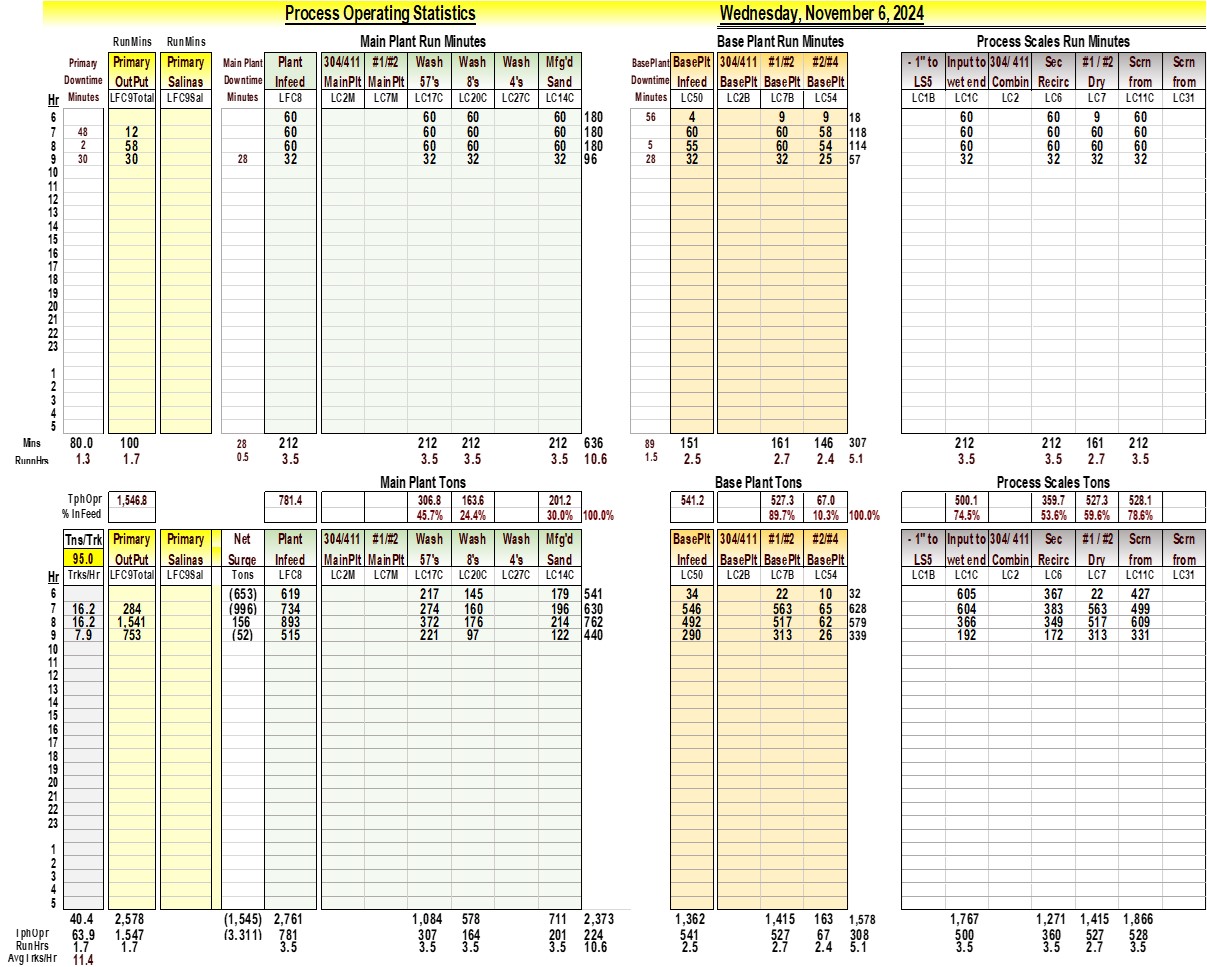 Process Operating Statistics Wednesday, November 6, 2024
RunMins RunMins Main Plant Run Minutes Base Plant Run Minutes Process Scales Run Minutes
Primary Primary Primary Main Plant Plant 304/411 #1/#2 Wash Wash Wash Mfg'd BasePlant BasePlt 304/411 #1/#2 #2/#4 - 1" to Input to 304/ 411 Sec #1 / #2 Scrn Scrn
Downtime OutPut Salinas Downtime Infeed MainPlt MainPlt 57's 8's 4's Sand Downtime Infeed BasePlt BasePlt BasePlt LS5 wet end Combin Recirc Dry from from
Hr Minutes LFC9Total LFC9Sal Minutes LFC8 LC2M LC7M LC17C LC20C LC27C LC14C Minutes LC50 LC2B LC7B LC54 LC1B LC1C LC2 LC6 LC7 LC11C LC31
6 60 60 60 60 180 56 4 9 9 18 60 60 9 60
7 48 12 60 60 60 60 180 60 60 58 118 60 60 60 60
8 2 58 60 60 60 60 180 5 55 60 54 114 60 60 60 60
9 30 30 28 32 32 32 32 96 28 32 32 25 57 32 32 32 32
10
11
12
13
14
15
16
17
18
19
20
21
22
23
1
2
3
4
5
Mins 80.0 100 28 212 212 212 212 636 89 151 161 146 307 212 212 161 212
RunnHrs 1.3 1.7 0.5 3.5 3.5 3.5 3.5 10.6 1.5 2.5 2.7 2.4 5.1 3.5 3.5 2.7 3.5
Main Plant Tons Base Plant Tons Process Scales Tons
TphOpr 1,546.8 781.4 306.8 163.6 201.2 541.2 527.3 67.0 500.1 359.7 527.3 528.1
% InFeed 45.7% 24.4% 30.0% 100.0% 89.7% 10.3% 100.0% 74.5% 53.6% 59.6% 78.6%
Tns/Trk Primary Primary Net Plant 304/411 #1/#2 Wash Wash Wash Mfg'd BasePlt 304/411 #1/#2 #2/#4 - 1" to Input to 304/ 411 Sec #1 / #2 Scrn Scrn
95.0 OutPut Salinas Surge Infeed MainPlt MainPlt 57's 8's 4's Sand Infeed BasePlt BasePlt BasePlt LS5 wet end Combin Recirc Dry from from
Hr Trks/Hr LFC9Total LFC9Sal Tons LFC8 LC2M LC7M LC17C LC20C LC27C LC14C LC50 LC2B LC7B LC54 LC1B LC1C LC2 LC6 LC7 LC11C LC31
6 (653) 619 217 145 179 541 34 22 10 32 605 367 22 427
7 16.2 284 (996) 734 274 160 196 630 546 563 65 628 604 383 563 499
8 16.2 1,541 156 893 372 176 214 762 492 517 62 579 366 349 517 609
9 7.9 753 (52) 515 221 97 122 440 290 313 26 339 192 172 313 331
10
11
12
13
14
15
16
17
18
19
20
21
22
23
1
2
3
4
5
40.4 2,578 (1,545) 2,761 1,084 578 711 2,373 1,362 1,415 163 1,578 1,767 1,271 1,415 1,866
TphOpr 63.9 1,547 (3,311) 781 307 164 201 224 541 527 67 308 500 360 527 528
RunHrs 1.7 1.7 3.5 3.5 3.5 3.5 10.6 2.5 2.7 2.4 5.1 3.5 3.5 2.7 3.5
AvgTrks/Hr 11.4